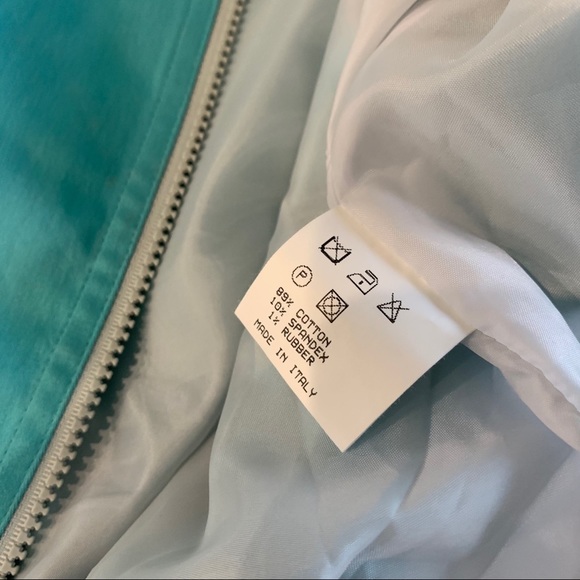 P
89% COTTON
10% SPANDEX
1% RUBBER
MADE IN ITALY